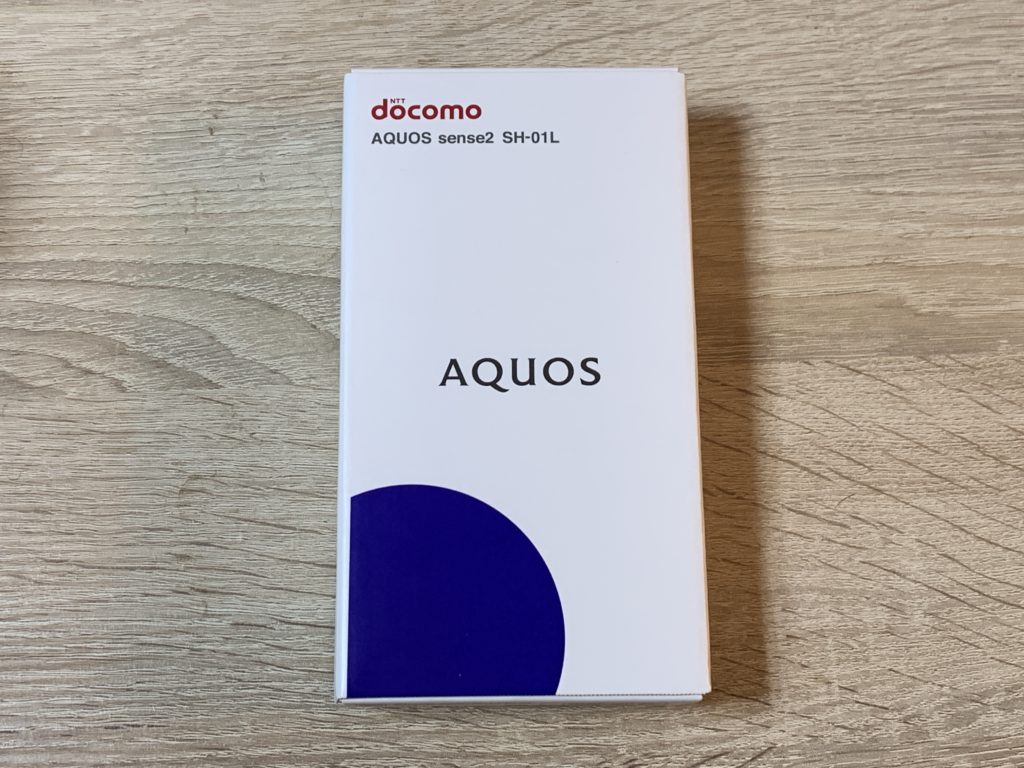 NTT
docomo
AQUOS sense2 SH-01L
AQUOS